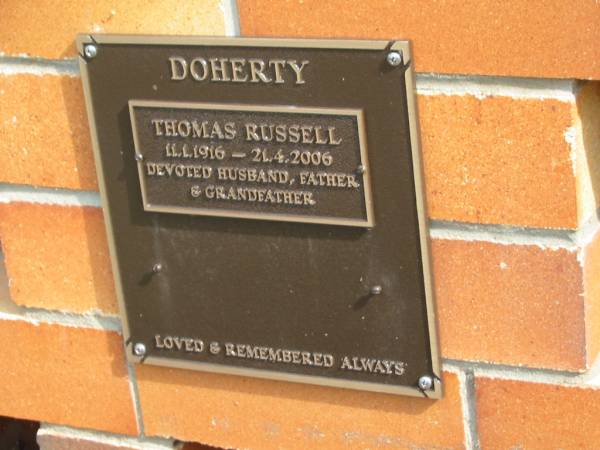 DOHERTY
THOMAS RUSSELL
11.1.1916 — 21.4.2006
DEVOTED HUSBAND, FATHER
& GRANDFATHER
LOVED & REMEMBERED ALWAYS